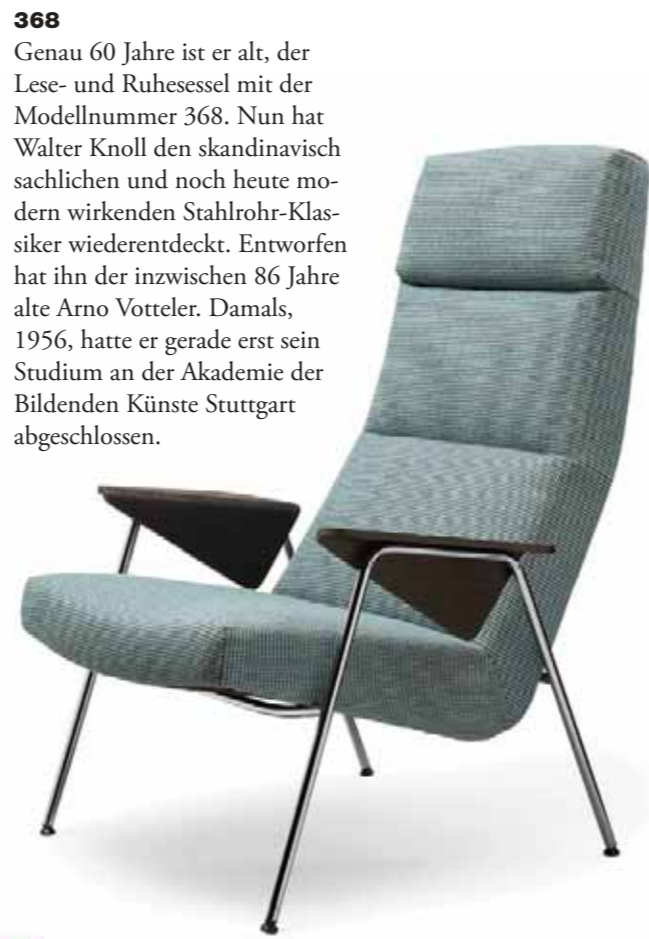 368
Genau 60 Jahre ist er alt, der
Lese- und Ruhesessel mit der
Modellnummer 368. Nun hat
Walter Knoll den skandinavisch
sachlichen und noch heute mo-
dern wirkenden Stahlrohr-Klas-
siker wiederentdeckt. Entworfen
hat ihn der inzwischen 86 Jahre
alte Arno Votteler. Damals,
1956, hatte er gerade erst sein
Studium an der Akademie der
Bildenden Künste Stuttgart
abgeschlossen.